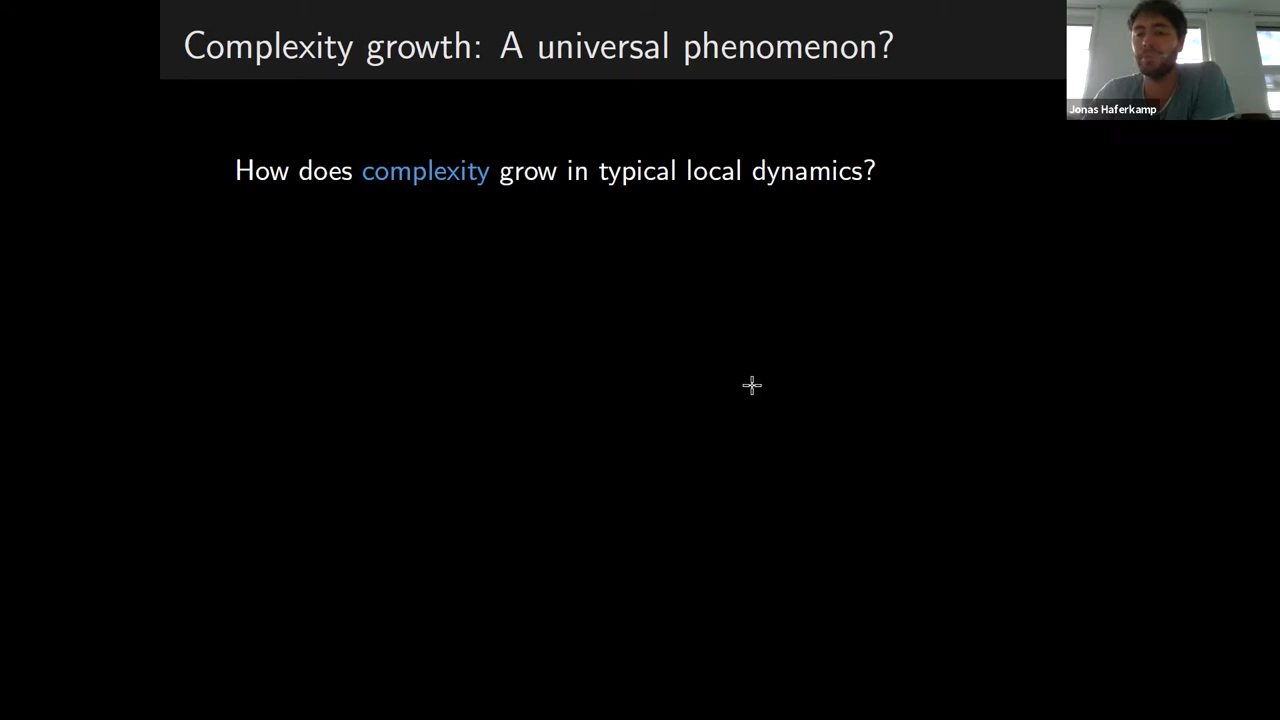 Complexity growth: A universal phenomenon?
Jonas Haferkamp
How does complexity grow in typical local dynamics?